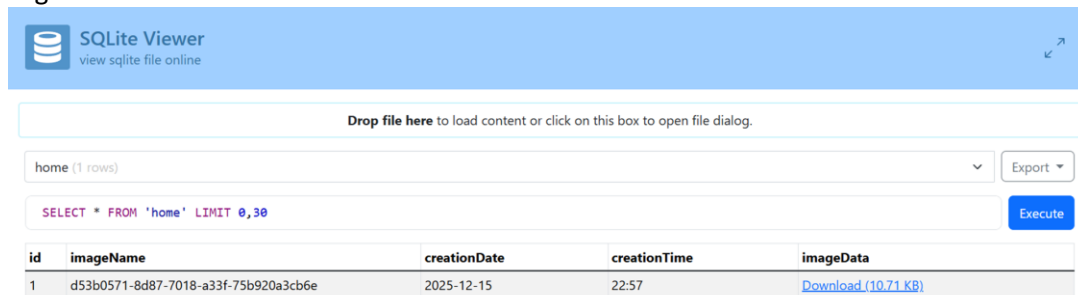 SQLite Viewer
view sqlite file online
Drop file here to load content or click on this box to open file dialog.
home (1 rows)
Export
SELECT * FROM 'home' LIMIT 0,30
Execute
id imageName creationDate creationTime imageData
1 d53b0571-8d87-7018-a33f-75b920a3cb6e 2025-12-15 22:57 Download (10.71 KB)